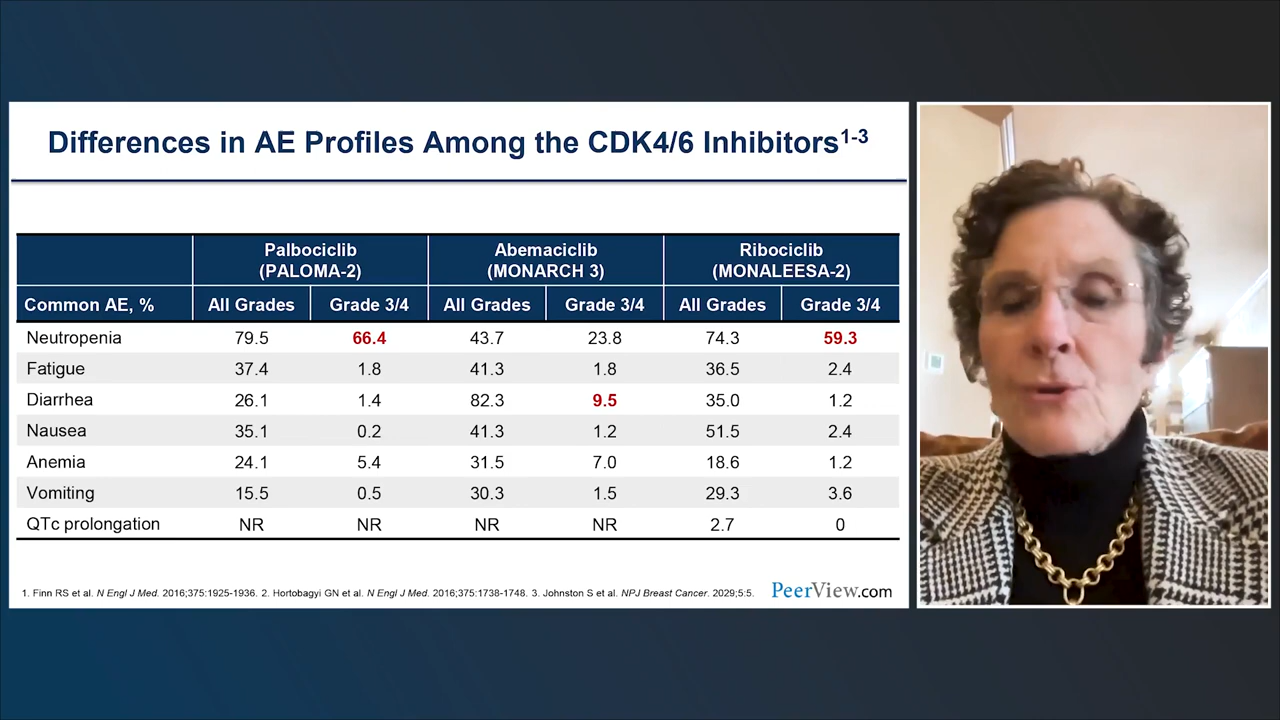 Differences in AE Profiles Among the CDK4/6 Inhibitors1-3
Palbociclib (PALOMA-2) Abemaciclib (MONARCH 3) Ribociclib (MONALEESA-2)
Common AE, % All Grades Grade 3/4 All Grades Grade 3/4 All Grades Grade 3/4
Neutropenia 79.5 66.4 43.7 23.8 74.3 59.3
Fatigue 37.4 1.8 41.3 1.8 36.5 2.4
Diarrhea 26.1 1.4 82.3 9.5 35.0 1.2
Nausea 35.1 0.2 41.3 1.2 51.5 2.4
Anemia 24.1 5.4 31.5 7.0 18.6 1.2
Vomiting 15.5 0.5 30.3 1.5 29.3 3.6
QTc prolongation NR NR NR NR 2.7 0
1. Finn RS et al. N Engl J Med. 2016;375:1925-1936. 2. Hortobagyi GN et al. N Engl J Med. 2016;375:1738-1748. 3. Johnston S et al. NPJ Breast Cancer. 2029;5:5.
PeerView.com